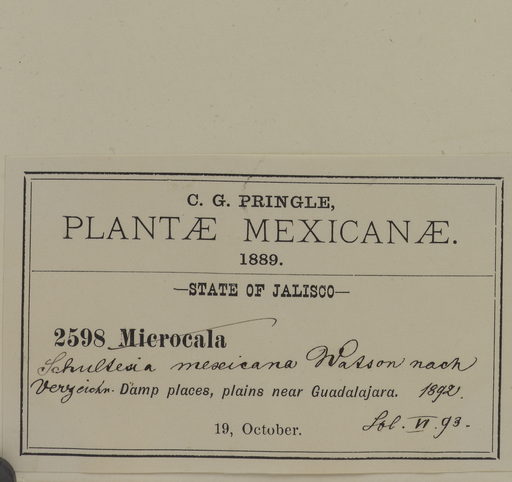 C. G. PRINGLE,
PLANTÆ MEXICANÆ.
1889.
—STATE OF JALISCO—
2598 Microcala
Schultesia mexicana Watson nach
Verzeichn. Damp places, plains near Guadalajara. 1892.
19, October. Sol. VI. 93.